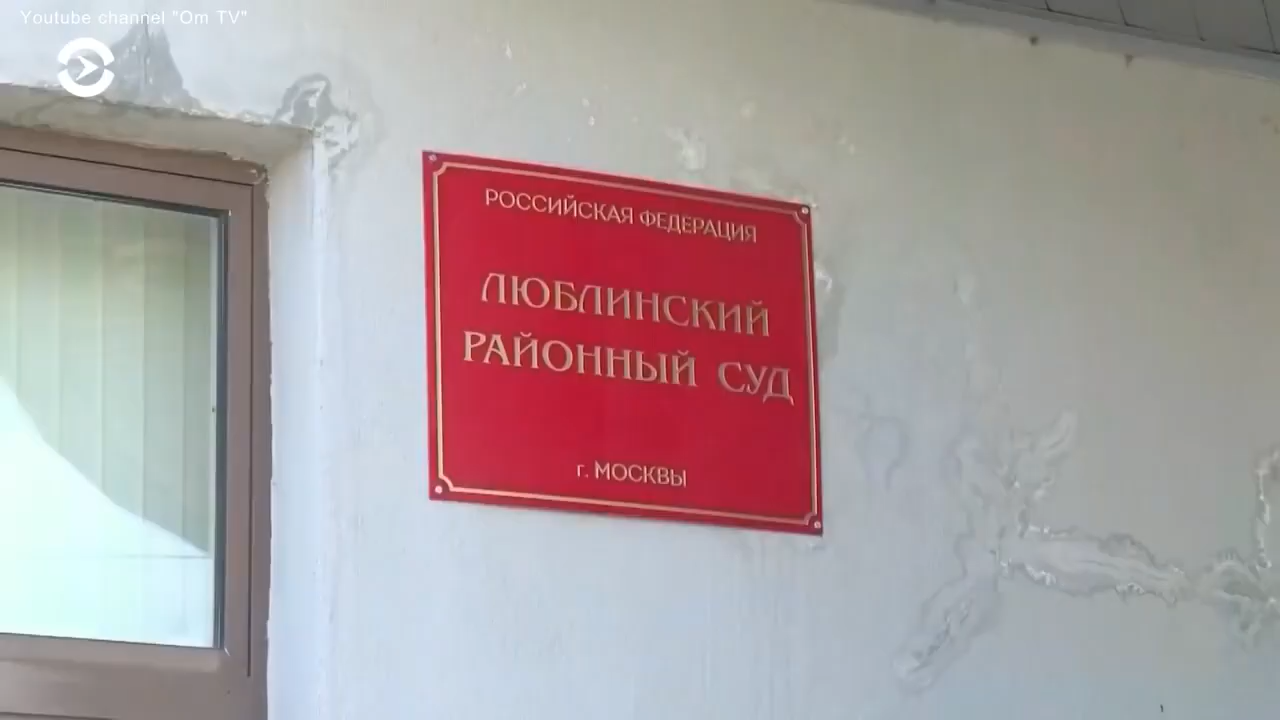 Youtube channel "Om TV"
РОССИЙСКАЯ ФЕДЕРАЦИЯ
ЛЮБЛИНСКИЙ
РАЙОННЫЙ СУД
г. МОСКВЫ